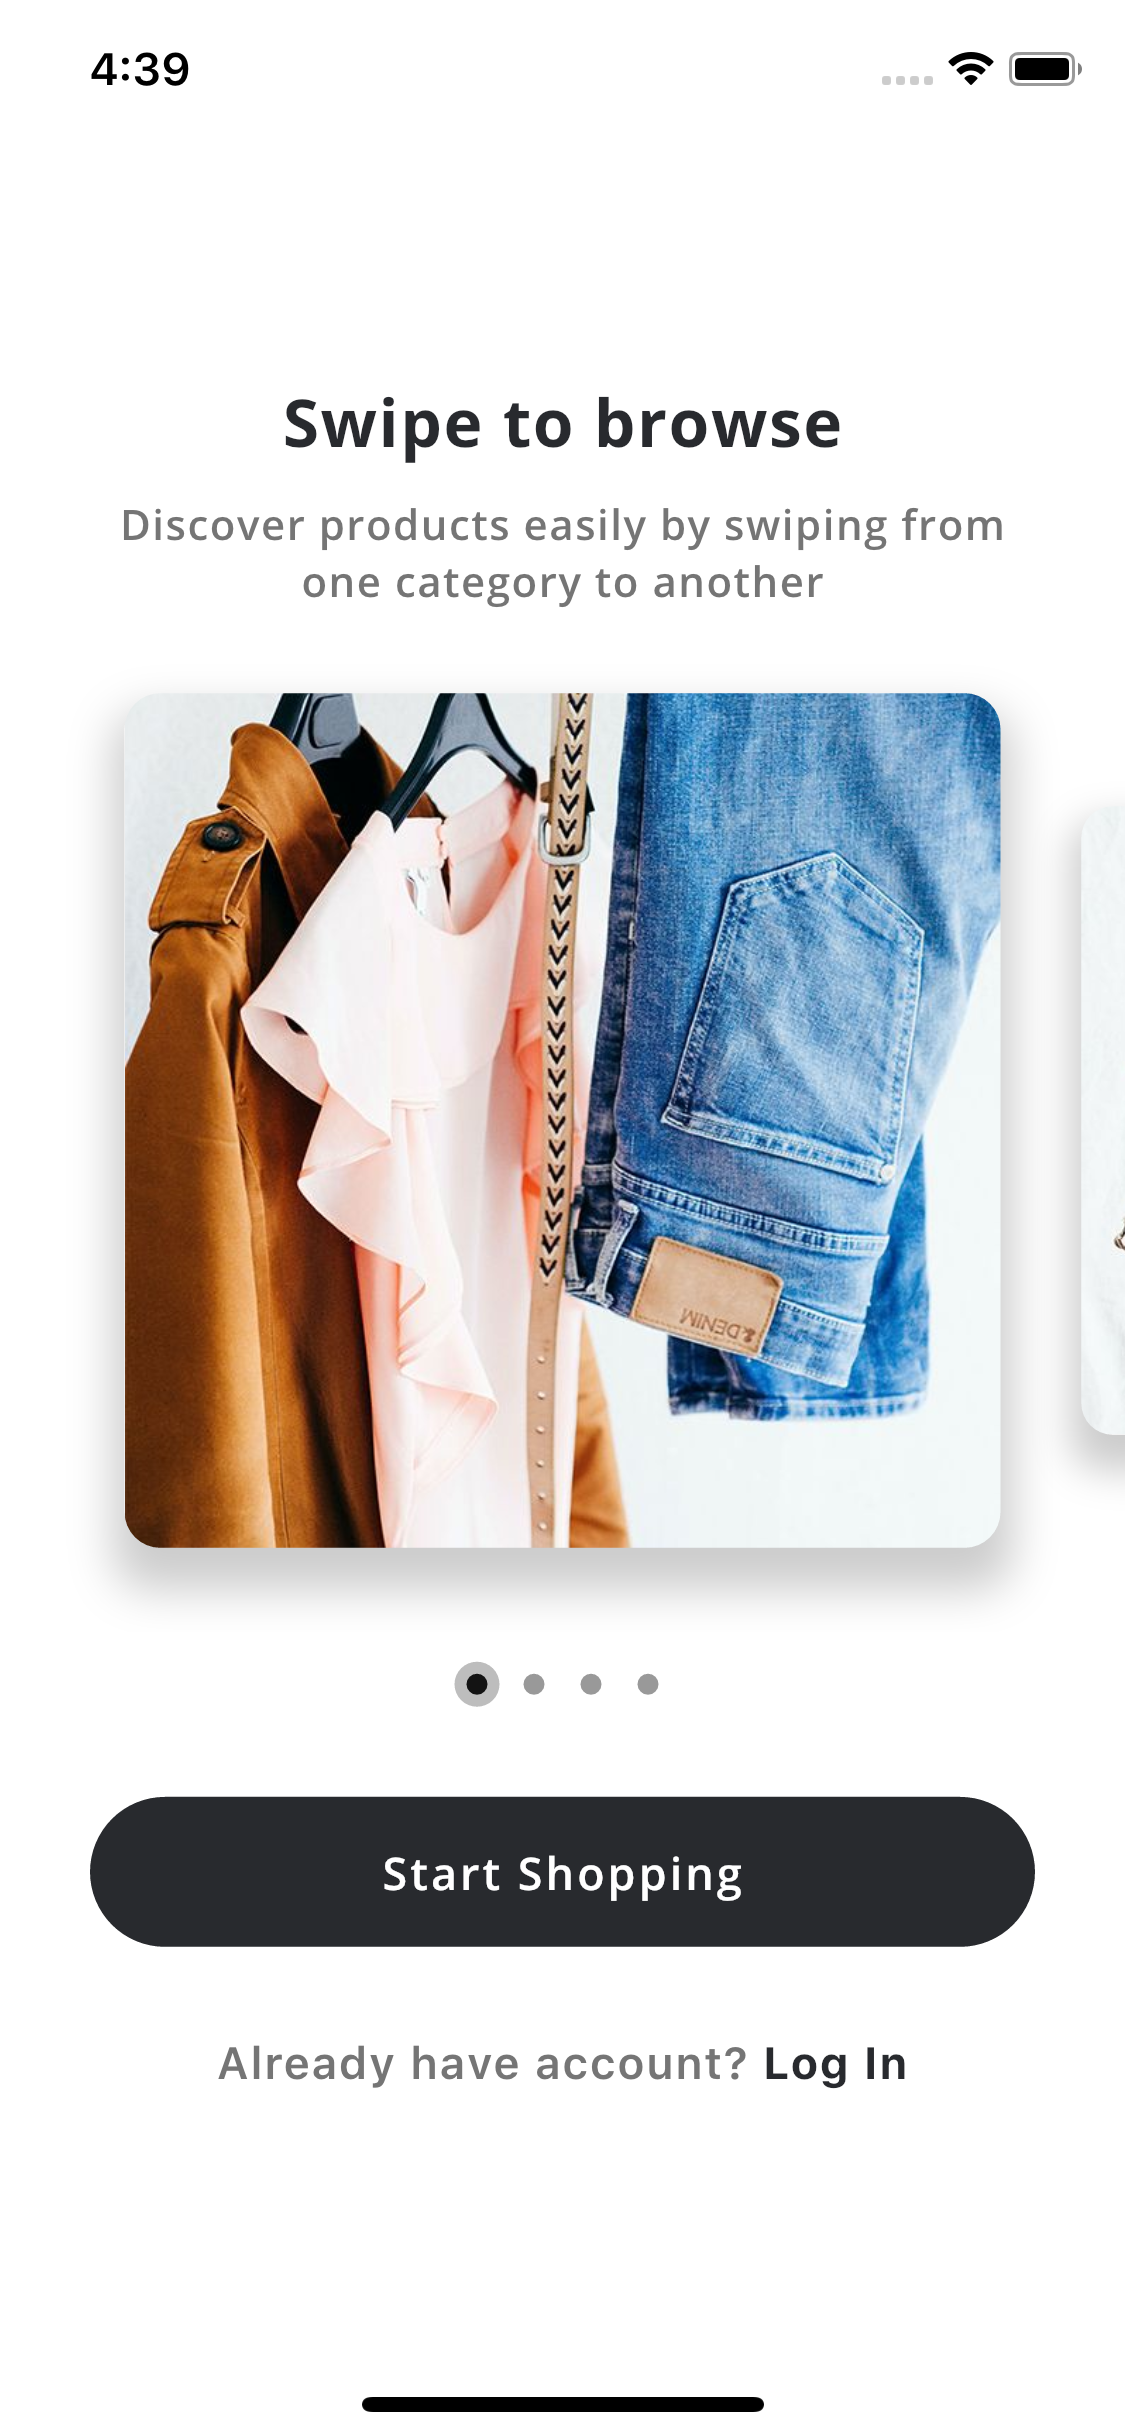 4:39
Swipe to browse
Discover products easily by swiping from
one category to another
DENIM
Start Shopping
Already have account? Log In